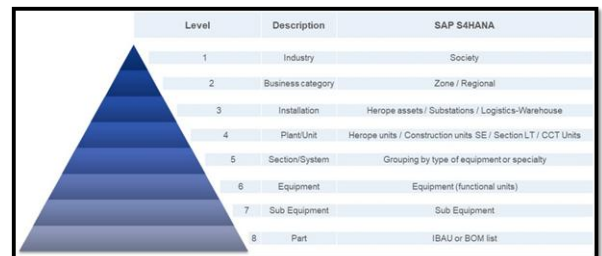 Level Description SAP S4HANA
1 Industry Society
2 Business category Zone / Regional
3 Installation Herope assets / Substations / Logistics-Warehouse
4 Plant/Unit Herope units / Construction units SE / Section LT / CCT Units
5 Section/System Grouping by type of equipment or specialty
6 Equipment Equipment (functional units)
7 Sub Equipment Sub Equipment
8 Part IBAU or BOM list